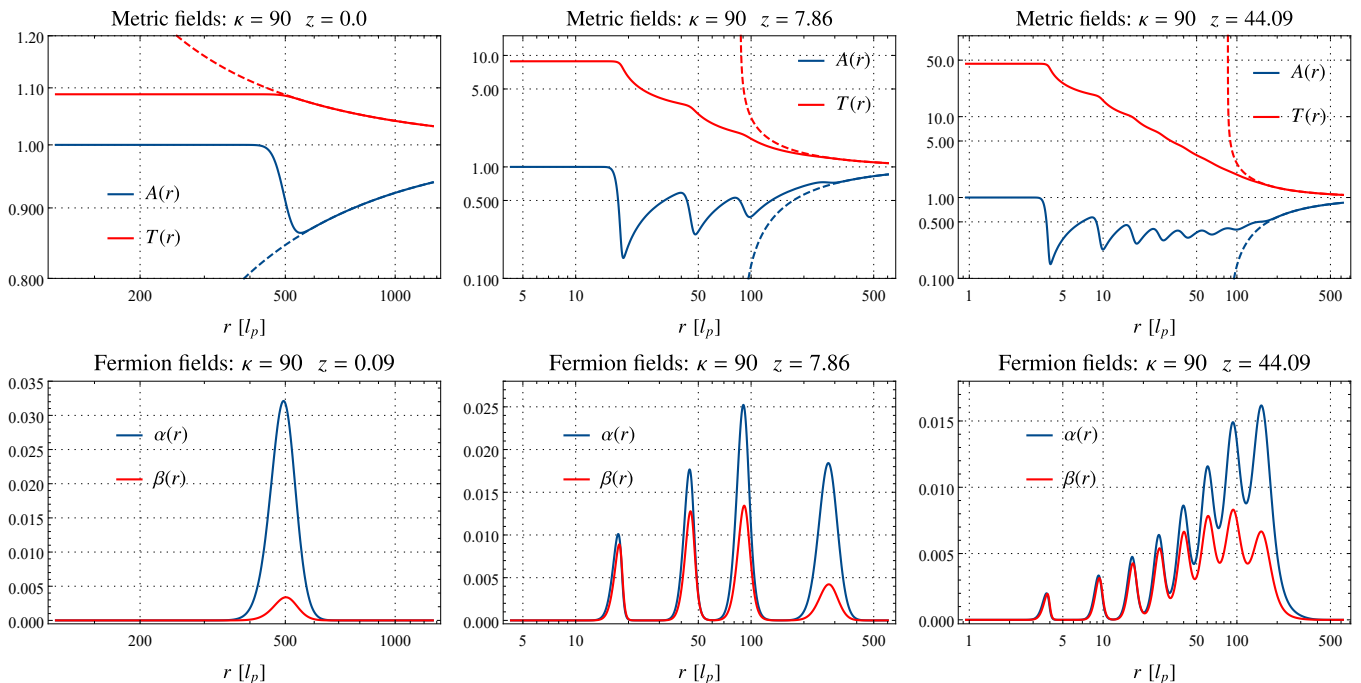 Metric fields: κ = 90 z = 0.0
1.20
1.10
1.00
0.900
0.800
A(r)
T(r)
200
500
1000
r [l_p]
Metric fields: κ = 90 z = 7.86
10.0
5.00
1.00
0.500
0.100
A(r)
T(r)
5
10
50
100
500
r [l_p]
Metric fields: κ = 90 z = 44.09
50.0
10.0
5.00
1.00
0.500
0.100
A(r)
T(r)
1
5
10
50
100
500
r [l_p]
Fermion fields: κ = 90 z = 0.09
0.035
0.030
0.025
0.020
0.015
0.010
0.005
0.000
α(r)
β(r)
200
500
1000
r [l_p]
Fermion fields: κ = 90 z = 7.86
0.025
0.020
0.015
0.010
0.005
0.000
α(r)
β(r)
5
10
50
100
500
r [l_p]
Fermion fields: κ = 90 z = 44.09
0.015
0.010
0.005
0.000
α(r)
β(r)
1
5
10
50
100
500
r [l_p]